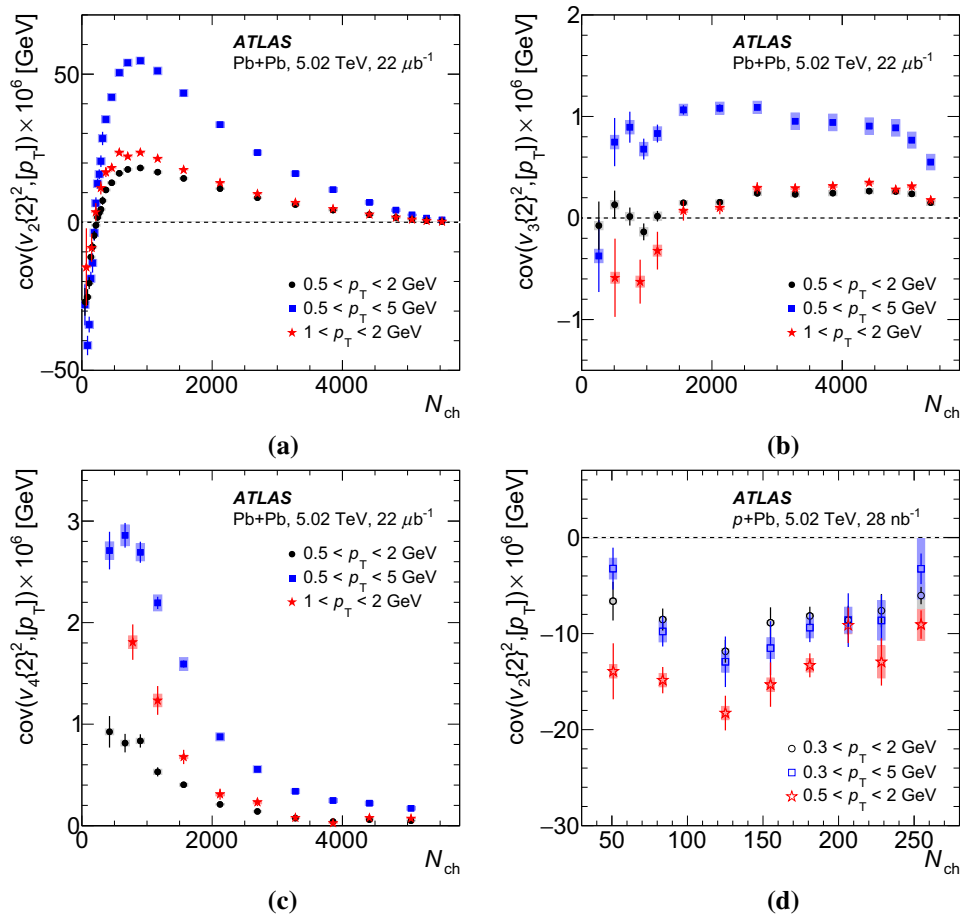 cov(v₂{2}²,[p_T]) × 10⁶ [GeV]
50
0
−50
ATLAS
Pb+Pb, 5.02 TeV, 22 μb⁻¹
0.5 < p_T < 2 GeV
0.5 < p_T < 5 GeV
1 < p_T < 2 GeV
0 2000 4000
N_ch
(a)
cov(v₃{2}²,[p_T]) × 10⁶ [GeV]
2
1
0
−1
ATLAS
Pb+Pb, 5.02 TeV, 22 μb⁻¹
0.5 < p_T < 2 GeV
0.5 < p_T < 5 GeV
1 < p_T < 2 GeV
0 2000 4000
N_ch
(b)
cov(v₄{2}²,[p_T]) × 10⁶ [GeV]
3
2
1
0
ATLAS
Pb+Pb, 5.02 TeV, 22 μb⁻¹
0.5 < p_T < 2 GeV
0.5 < p_T < 5 GeV
1 < p_T < 2 GeV
0 2000 4000
N_ch
(c)
cov(v₂{2}²,[p_T]) × 10⁶ [GeV]
0
−10
−20
−30
ATLAS
p+Pb, 5.02 TeV, 28 nb⁻¹
0.3 < p_T < 2 GeV
0.3 < p_T < 5 GeV
0.5 < p_T < 2 GeV
50 100 150 200 250
N_ch
(d)